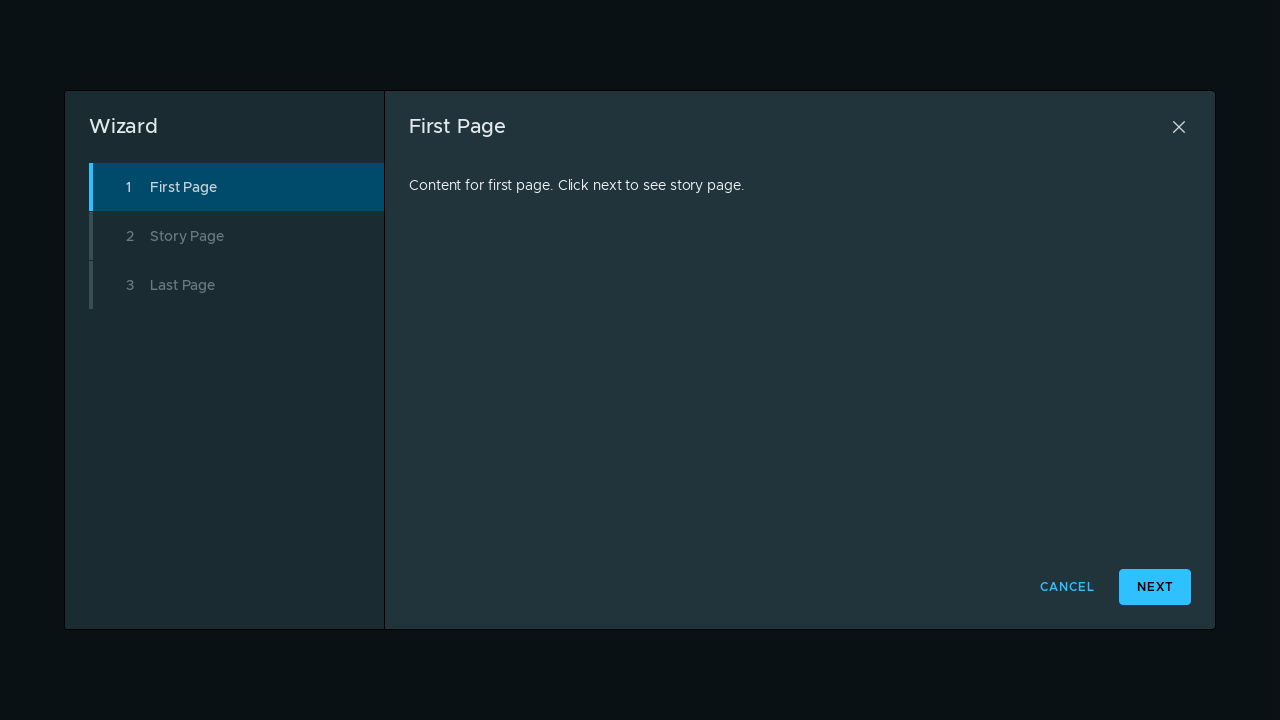 Wizard
1 First Page
2 Story Page
3 Last Page
First Page
Content for first page. Click next to see story page.
CANCEL
NEXT